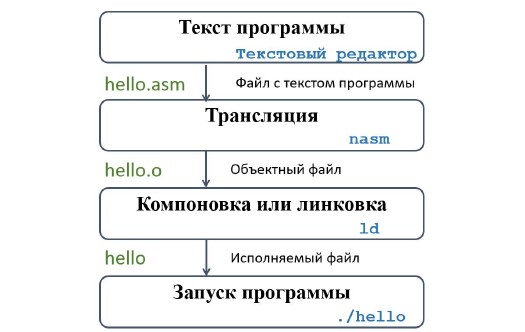 Текст программы
Текстовый редактор
hello.asm Файл с текстом программы
Трансляция
nasm
hello.o Объектный файл
Компоновка или линковка
ld
hello Исполняемый файл
Запуск программы
./hello